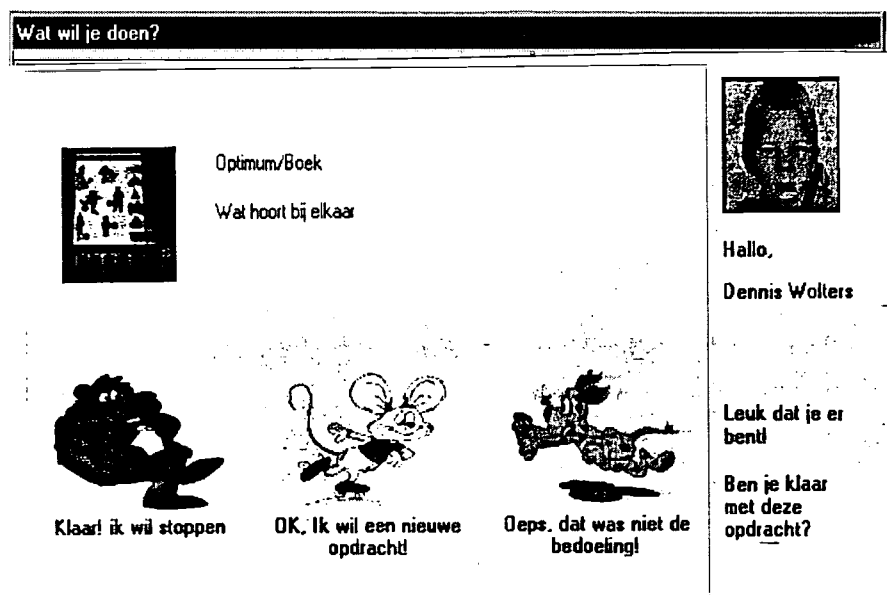 Wat wil je doen?
Optimum/Boek
Wat hoort bij elkaar
Hallo,
Dennis Wolters
Leuk dat je er
bent!
Ben je klaar
met deze
opdracht?
Klaar! ik wil stoppen
OK, Ik wil een nieuwe
opdracht!
Oeps, dat was niet de
bedoeling!